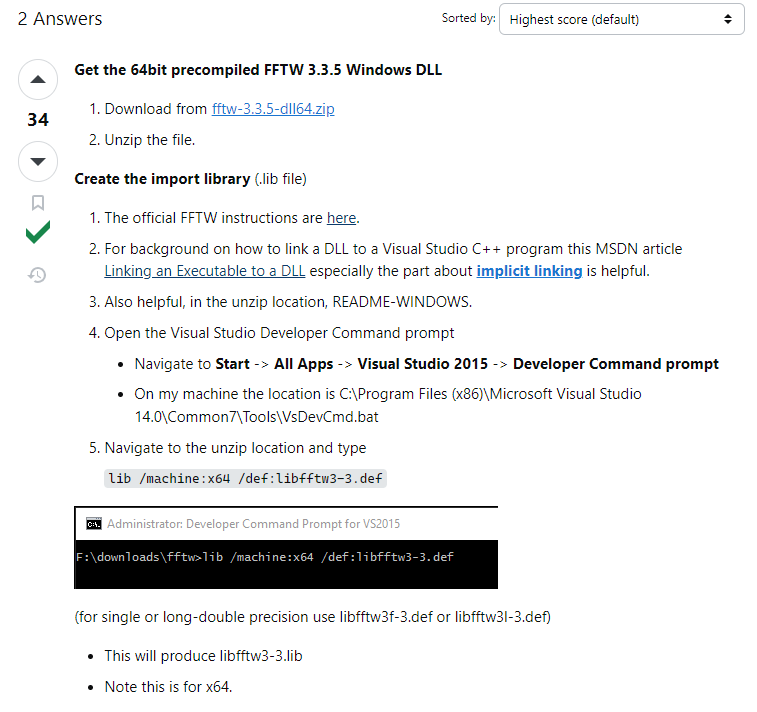 2 Answers
Sorted by:
Highest score (default)
34
Get the 64bit precompiled FFTW 3.3.5 Windows DLL
1. Download from fftw-3.3.5-dll64.zip
2. Unzip the file.
Create the import library (.lib file)
1. The official FFTW instructions are here.
2. For background on how to link a DLL to a Visual Studio C++ program this MSDN article
Linking an Executable to a DLL especially the part about implicit linking is helpful.
3. Also helpful, in the unzip location, README-WINDOWS.
4. Open the Visual Studio Developer Command prompt
• Navigate to Start -> All Apps -> Visual Studio 2015 -> Developer Command prompt
• On my machine the location is C:\Program Files (x86)\Microsoft Visual Studio
14.0\Common7\Tools\VsDevCmd.bat
5. Navigate to the unzip location and type
lib /machine:x64 /def:libfftw3-3.def
C:\. Administrator: Developer Command Prompt for VS2015
F:\downloads\fftw>lib /machine:x64 /def:libfftw3-3.def
(for single or long-double precision use libfftw3f-3.def or libfftw3l-3.def)
• This will produce libfftw3-3.lib
• Note this is for x64.